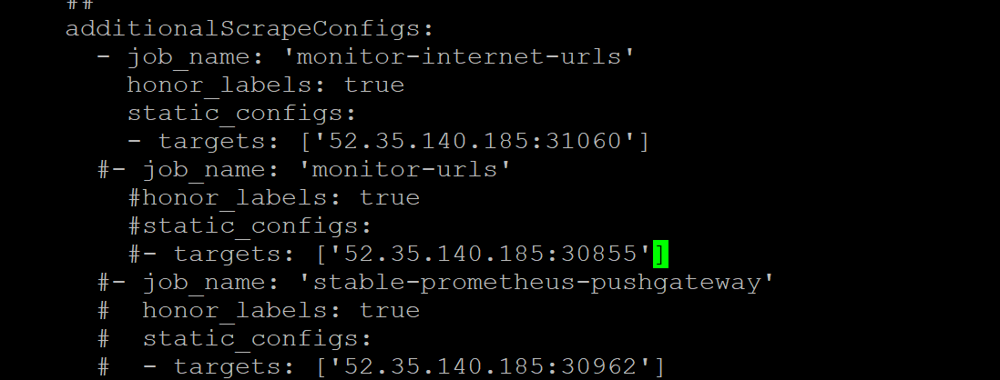 ##
additionalScrapeConfigs:
- job_name: 'monitor-internet-urls'
honor_labels: true
static_configs:
- targets: ['52.35.140.185:31060']
#- job_name: 'monitor-urls'
#honor_labels: true
#static_configs:
#- targets: ['52.35.140.185:30855']
#- job_name: 'stable-prometheus-pushgateway'
#  honor_labels: true
#  static_configs:
#  - targets: ['52.35.140.185:30962']